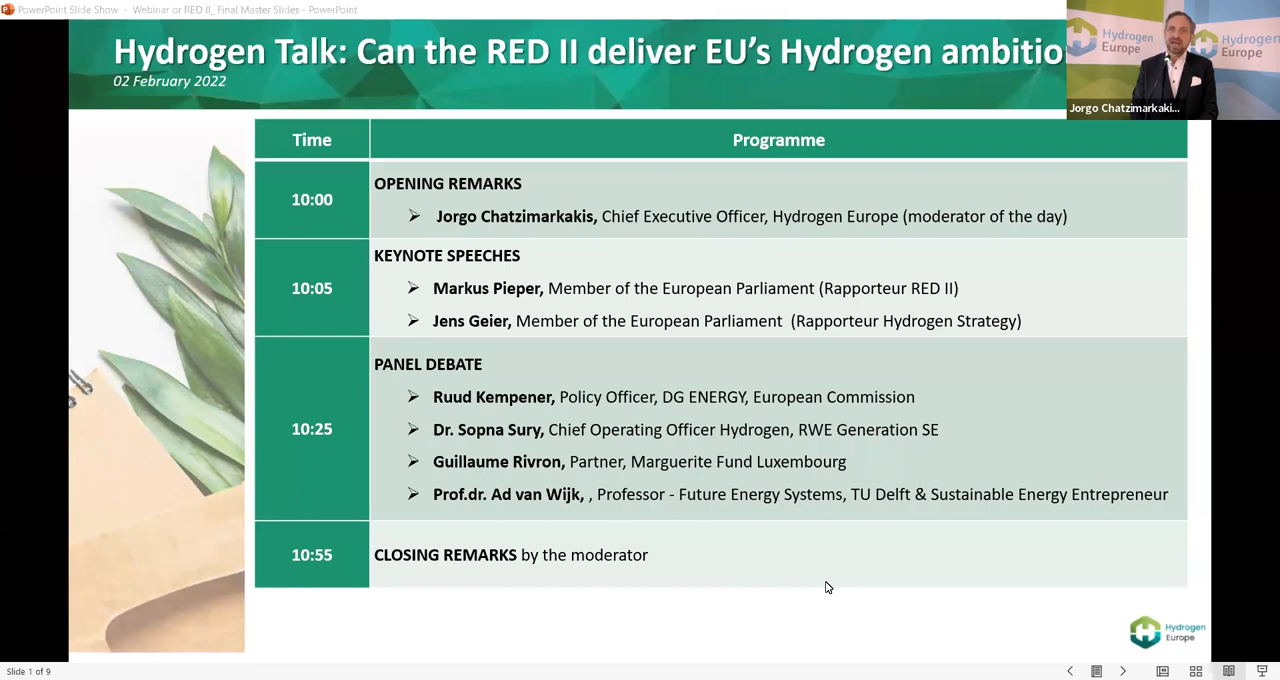 PowerPoint Slide Show - Webinar or RED II_ Final Master Slides - PowerPoint
Hydrogen Talk: Can the RED II deliver EU's Hydrogen ambitio
02 February 2022
Hydrogen
Europe
Hydrogen
Europe
Jorgo Chatzimarkaki...
Time
Programme
10:00
OPENING REMARKS
➢ Jorgo Chatzimarkakis, Chief Executive Officer, Hydrogen Europe (moderator of the day)
10:05
KEYNOTE SPEECHES
➢ Markus Pieper, Member of the European Parliament (Rapporteur RED II)
➢ Jens Geier, Member of the European Parliament (Rapporteur Hydrogen Strategy)
10:25
PANEL DEBATE
➢ Ruud Kempener, Policy Officer, DG ENERGY, European Commission
➢ Dr. Sopna Sury, Chief Operating Officer Hydrogen, RWE Generation SE
➢ Guillaume Rivron, Partner, Marguerite Fund Luxembourg
➢ Prof.dr. Ad van Wijk, , Professor - Future Energy Systems, TU Delft & Sustainable Energy Entrepreneur
10:55
CLOSING REMARKS by the moderator
Hydrogen
Europe
Slide 1 of 9